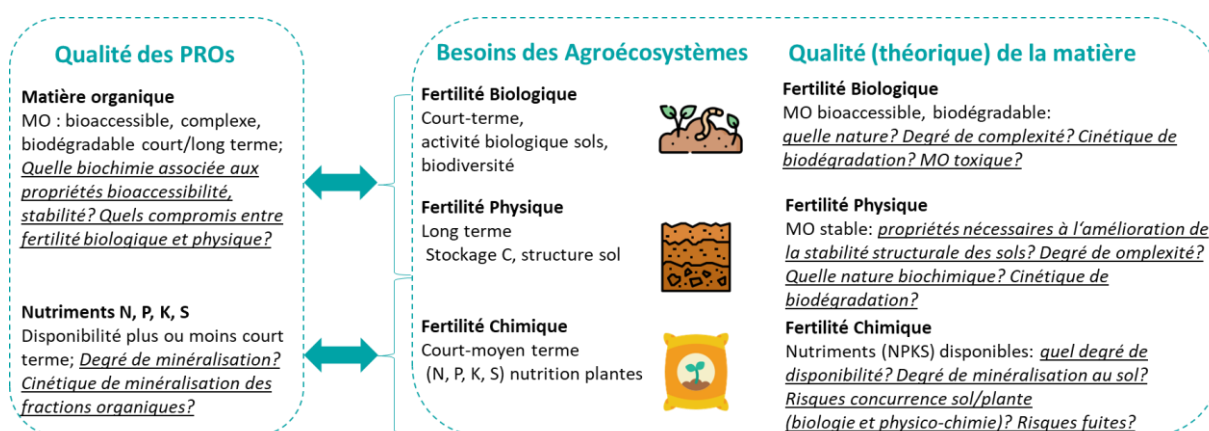 Qualité des PROs
Matière organique
MO : bioaccessible, complexe,
biodégradable court/long terme;
Quelle biochimie associée aux
propriétés bioaccessibilité,
stabilité? Quels compromis entre
fertilité biologique et physique?
Nutriments N, P, K, S
Disponibilité plus ou moins court
terme; Degré de minéralisation?
Cinétique de minéralisation des
fractions organiques?
Besoins des Agroécosystèmes
Fertilité Biologique
Court-terme,
activité biologique sols,
biodiversité
Fertilité Physique
Long terme
Stockage C, structure sol
Fertilité Chimique
Court-moyen terme
(N, P, K, S) nutrition plantes
Qualité (théorique) de la matière
Fertilité Biologique
MO bioaccessible, biodégradable:
quelle nature? Degré de complexité? Cinétique de
biodégradation? MO toxique?
Fertilité Physique
MO stable: propriétés nécessaires à l'amélioration de
la stabilité structurale des sols? Degré de omplexité?
Quelle nature biochimique? Cinétique de
biodégradation?
Fertilité Chimique
Nutriments (NPKS) disponibles: quel degré de
disponibilité? Degré de minéralisation au sol?
Risques concurrence sol/plante
(biologie et physico-chimie)? Risques fuites?